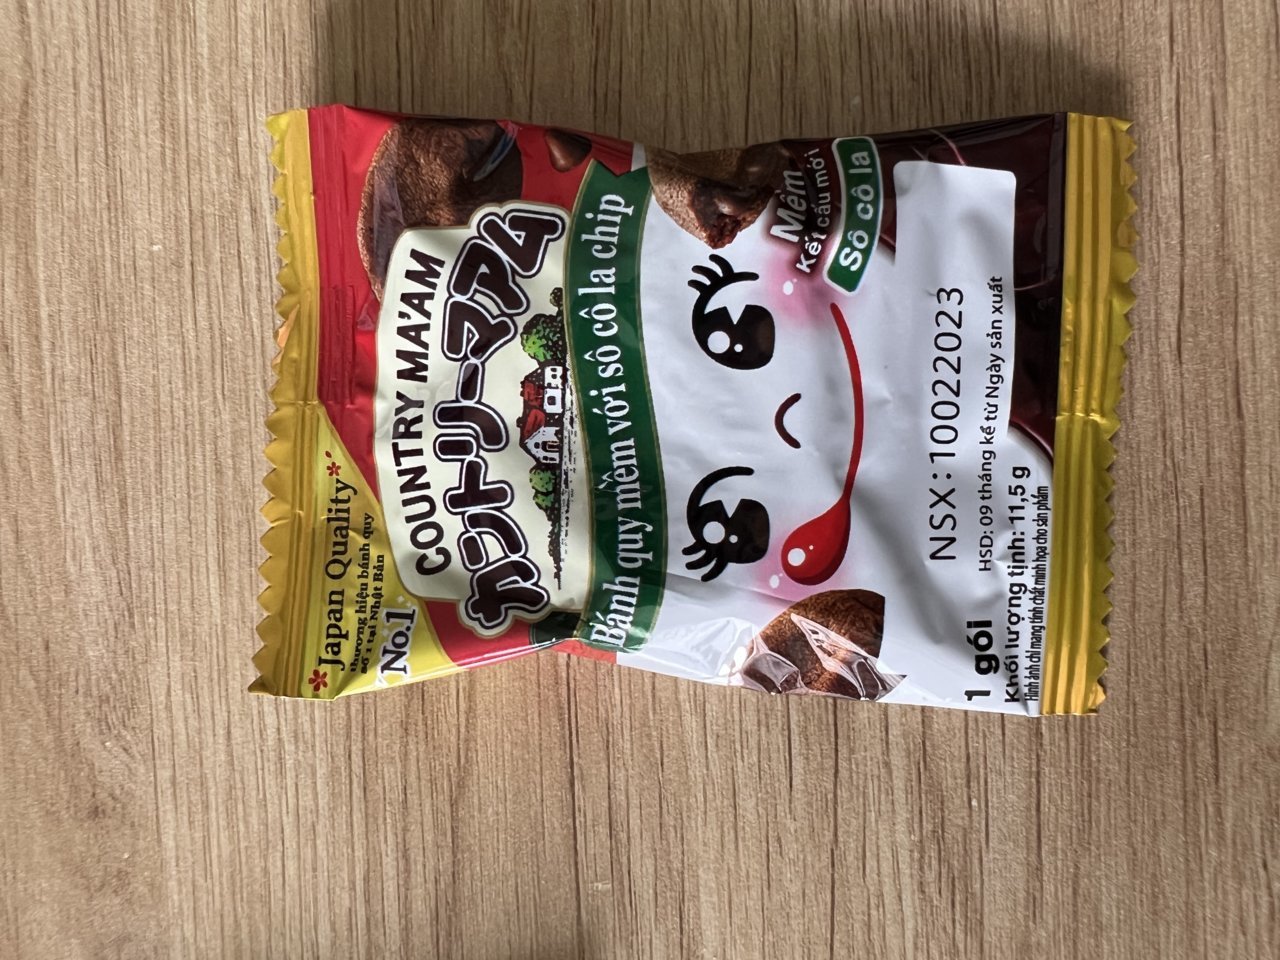 *Japan Quality*
thương hiệu bánh quy
số 1 tại Nhật Bản
No.1
COUNTRY MA'AM
カントリーマアム
Bánh quy mềm với sô cô la chip
Mềm
Kết cấu mới
Sô cô la
NSX: 10022023
HSD: 09 tháng kể từ Ngày sản xuất
1 gói
Khối lượng tịnh: 11,5 g
Hình ảnh chỉ mang tính chất minh họa cho sản phẩm